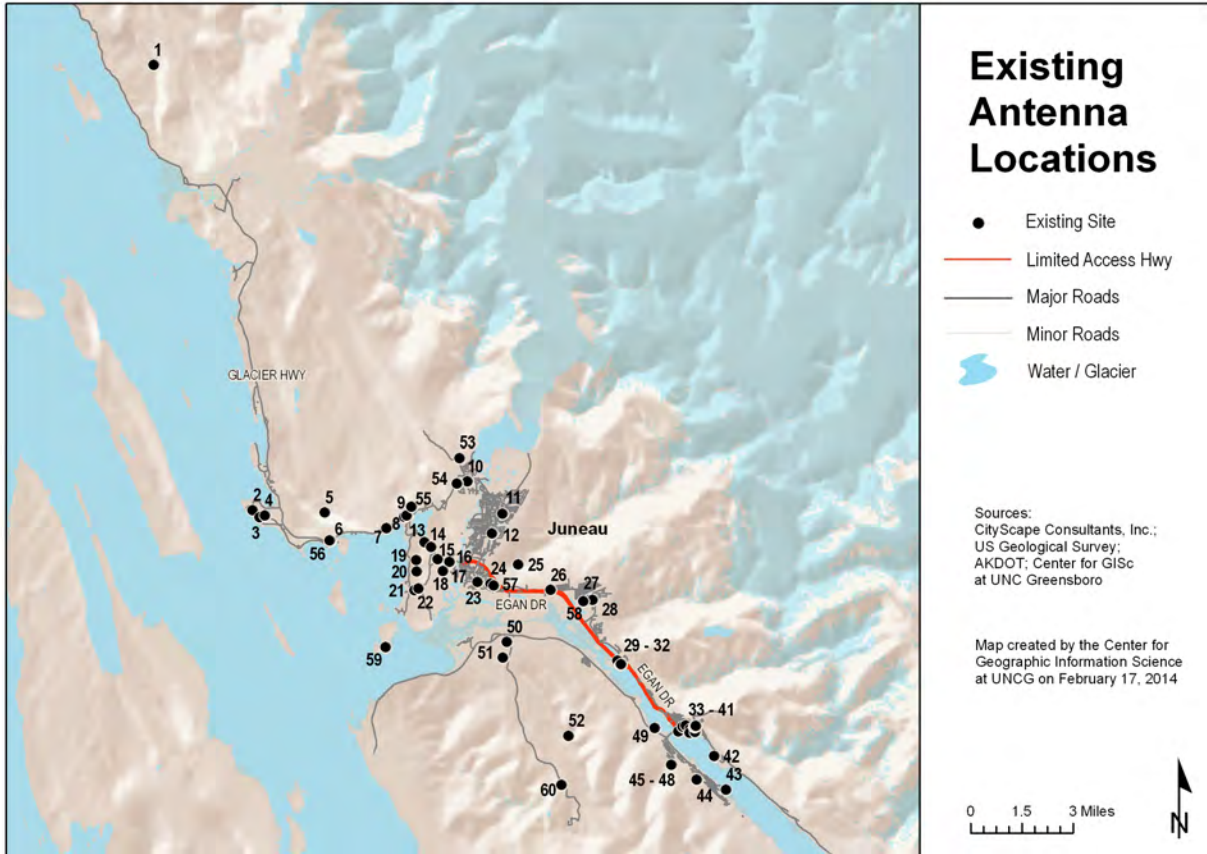 1
GLACIER HWY
53
10
54
11
2 4
3
5
6
56
7
8
9
55
12
Juneau
13
14
15
16
17
18
19
20
21
22
23
24
57
25
26
27
28
58
EGAN DR
29 - 32
EGAN DR
33 - 41
59
50
51
52
49
42
43
45 - 48
44
60
Existing
Antenna
Locations
Existing Site
Limited Access Hwy
Major Roads
Minor Roads
Water / Glacier
Sources:
CityScape Consultants, Inc.;
US Geological Survey;
AKDOT; Center for GISc
at UNC Greensboro
Map created by the Center for
Geographic Information Science
at UNCG on February 17, 2014
0 1.5 3 Miles
N